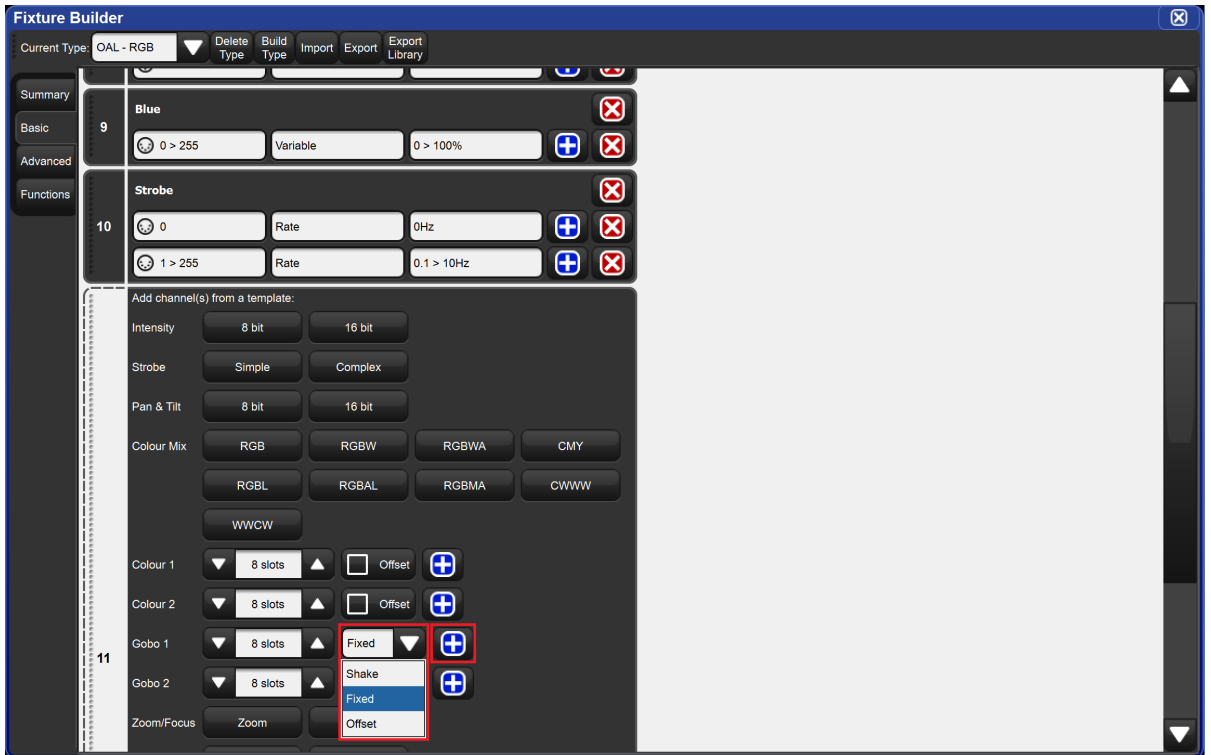 Fixture Builder
Current Type: OAL - RGB Delete Type Build Type Import Export Export Library
Summary
Basic
Advanced
Functions
9
Blue
0 > 255 Variable 0 > 100%
10
Strobe
0 Rate 0Hz
1 > 255 Rate 0.1 > 10Hz
11
Add channel(s) from a template:
Intensity 8 bit 16 bit
Strobe Simple Complex
Pan & Tilt 8 bit 16 bit
Colour Mix RGB RGBW RGBWA CMY
RGBL RGBAL RGBMA CWWW
WWCW
Colour 1 8 slots Offset
Colour 2 8 slots Offset
Gobo 1 8 slots Fixed
Shake
Gobo 2 8 slots
Fixed
Zoom/Focus Zoom Offset